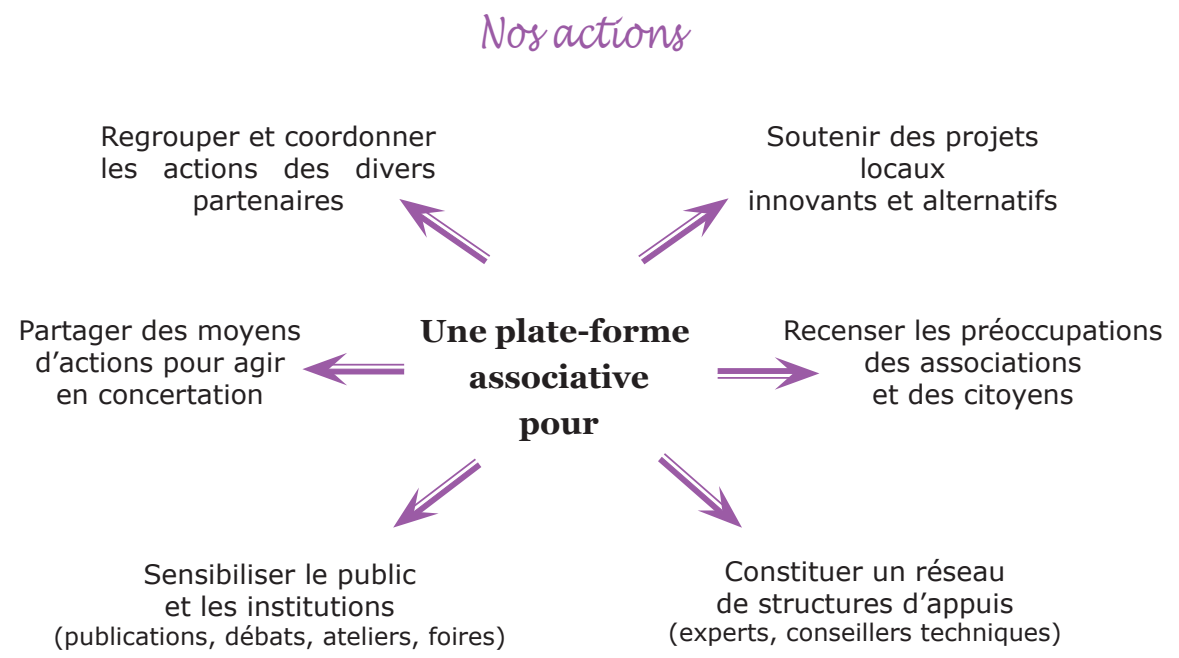 Nos actions
Regrouper et coordonner
les actions des divers
partenaires
Soutenir des projets
locaux
innovants et alternatifs
Partager des moyens
d’actions pour agir
en concertation
Une plate-forme
associative
pour
Recenser les préoccupations
des associations
et des citoyens
Sensibiliser le public
et les institutions
(publications, débats, ateliers, foires)
Constituer un réseau
de structures d’appuis
(experts, conseillers techniques)